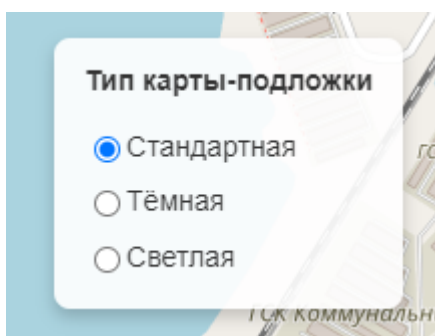 Тип карты-подложки
Стандартная
Тёмная
Светлая
ГСК Коммунальн